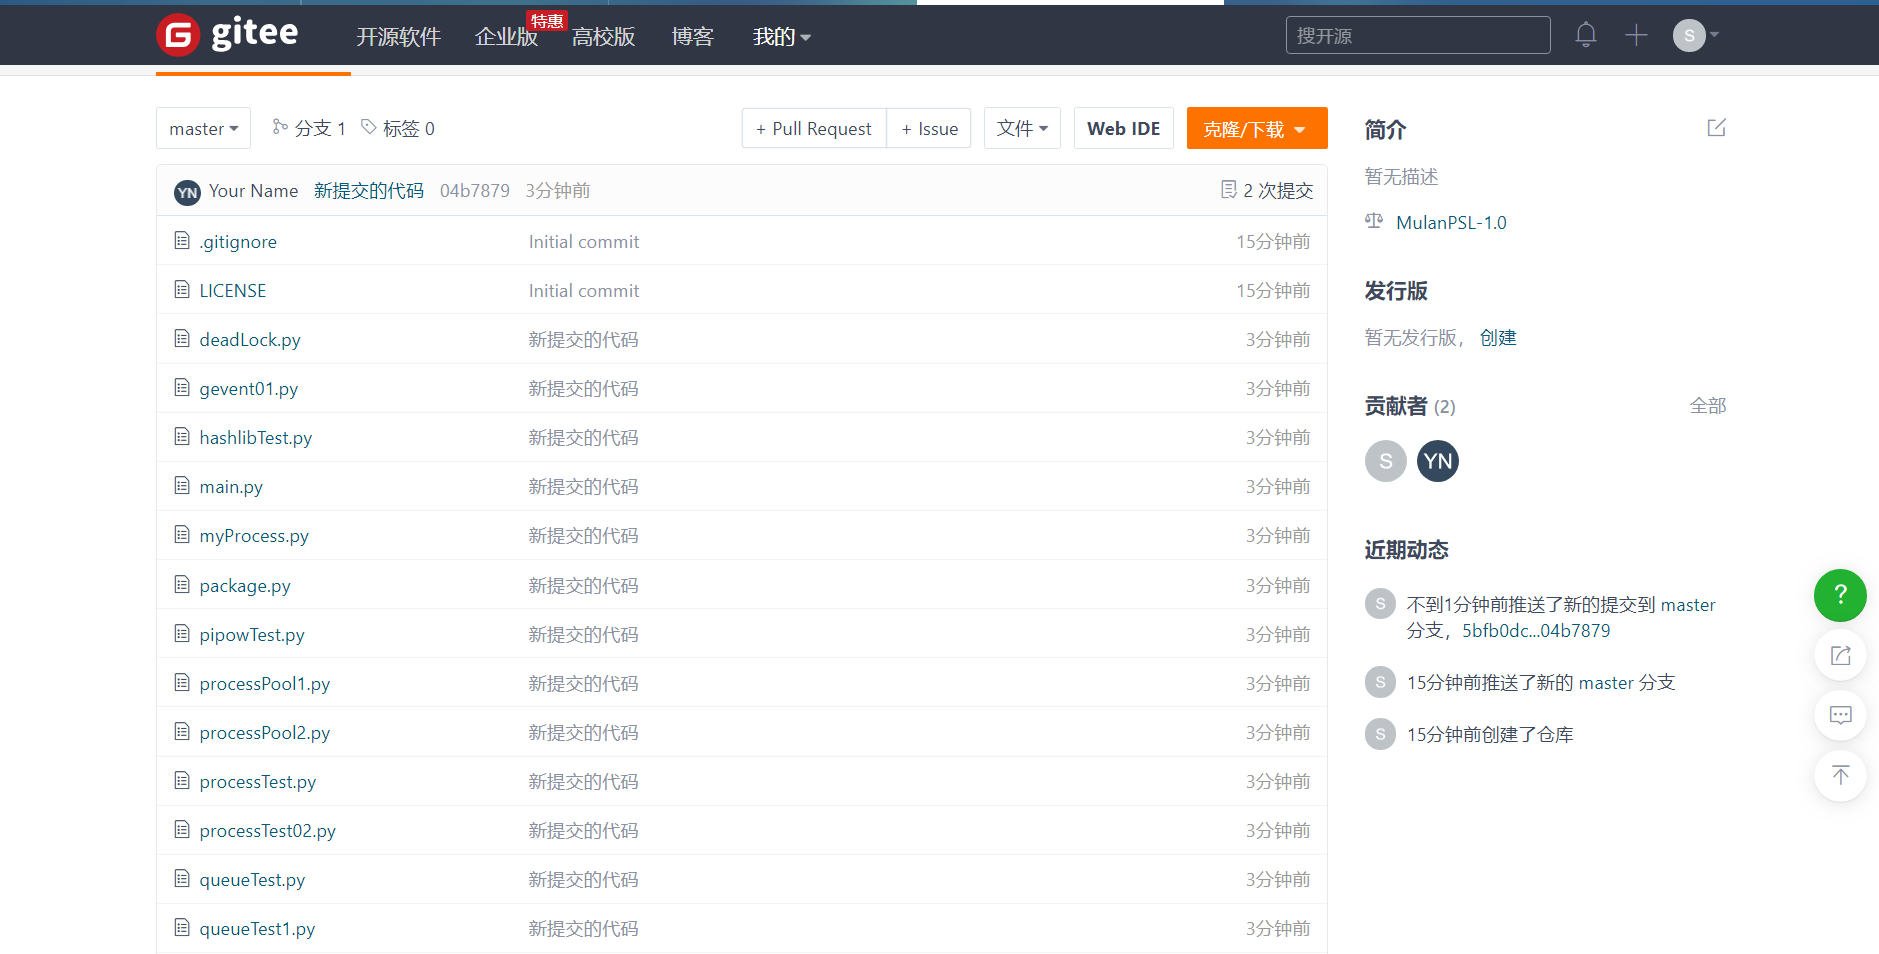 gitee 开源软件 企业版 特惠 高校版 博客 我的 搜开源 S
master 分支 1 标签 0 + Pull Request + Issue 文件 Web IDE 克隆/下载
YN Your Name 新提交的代码 04b7879 3分钟前 2 次提交
.gitignore Initial commit 15分钟前
LICENSE Initial commit 15分钟前
deadLock.py 新提交的代码 3分钟前
gevent01.py 新提交的代码 3分钟前
hashlibTest.py 新提交的代码 3分钟前
main.py 新提交的代码 3分钟前
myProcess.py 新提交的代码 3分钟前
package.py 新提交的代码 3分钟前
pipowTest.py 新提交的代码 3分钟前
processPool1.py 新提交的代码 3分钟前
processPool2.py 新提交的代码 3分钟前
processTest.py 新提交的代码 3分钟前
processTest02.py 新提交的代码 3分钟前
queueTest.py 新提交的代码 3分钟前
queueTest1.py 新提交的代码 3分钟前
简介
暂无描述
MulanPSL-1.0
发行版
暂无发行版， 创建
贡献者 (2) 全部
S YN
近期动态
S 不到1分钟前推送了新的提交到 master
分支，5bfb0dc...04b7879
S 15分钟前推送了新的 master 分支
S 15分钟前创建了仓库
?